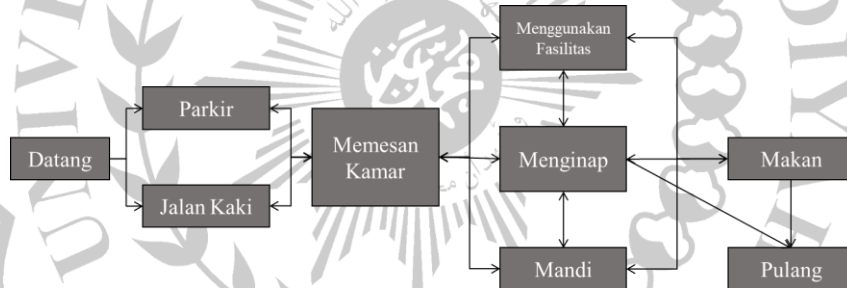 Menggunakan
Fasilitas
Parkir
Memesan
Kamar
Datang
Menginap
Makan
Jalan Kaki
Mandi
Pulang